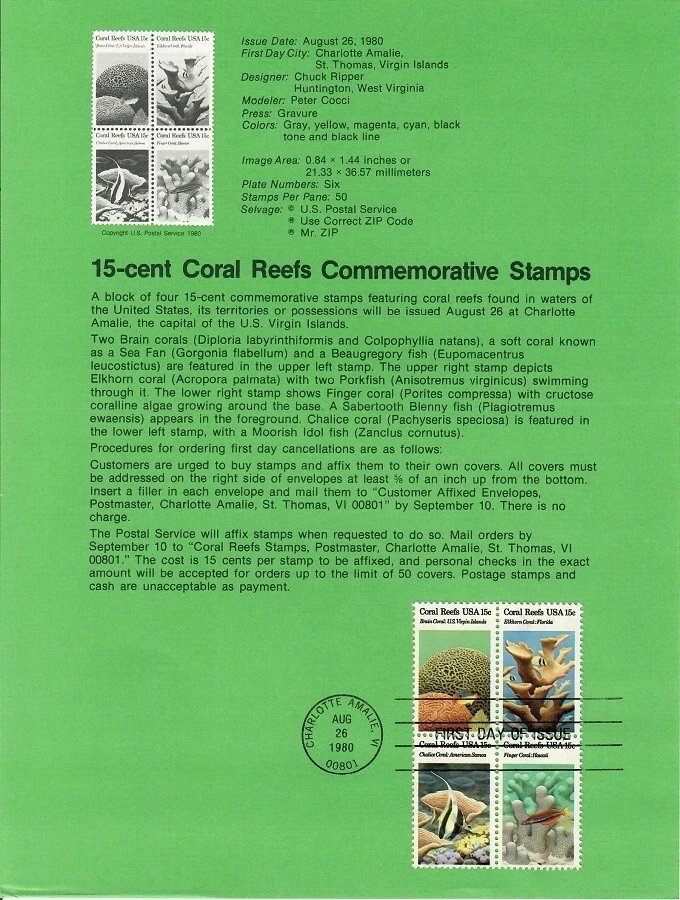 Coral Reefs USA 15c
Brain Coral: U.S. Virgin Islands
Coral Reefs USA 15c
Elkhorn Coral: Florida
Coral Reefs USA 15c
Chalice Coral: American Samoa
Coral Reefs USA 15c
Finger Coral: Hawaii
Copyright U.S. Postal Service 1980
Issue Date: August 26, 1980
First Day City: Charlotte Amalie,
St. Thomas, Virgin Islands
Designer: Chuck Ripper
Huntington, West Virginia
Modeler: Peter Cocci
Press: Gravure
Colors: Gray, yellow, magenta, cyan, black
tone and black line
Image Area: 0.84 × 1.44 inches or
21.33 × 36.57 millimeters
Plate Numbers: Six
Stamps Per Pane: 50
Selvage: © U.S. Postal Service
® Use Correct ZIP Code
® Mr. ZIP
15-cent Coral Reefs Commemorative Stamps
A block of four 15-cent commemorative stamps featuring coral reefs found in waters of
the United States, its territories or possessions will be issued August 26 at Charlotte
Amalie, the capital of the U.S. Virgin Islands.
Two Brain corals (Diploria labyrinthiformis and Colpophyllia natans), a soft coral known
as a Sea Fan (Gorgonia flabellum) and a Beaugregory fish (Eupomacentrus
leucostictus) are featured in the upper left stamp. The upper right stamp depicts
Elkhorn coral (Acropora palmata) with two Porkfish (Anisotremus virginicus) swimming
through it. The lower right stamp shows Finger coral (Porites compressa) with cructose
coralline algae growing around the base. A Sabertooth Blenny fish (Plagiotremus
ewaensis) appears in the foreground. Chalice coral (Pachyseris speciosa) is featured in
the lower left stamp, with a Moorish Idol fish (Zanclus cornutus).
Procedures for ordering first day cancellations are as follows:
Customers are urged to buy stamps and affix them to their own covers. All covers must
be addressed on the right side of envelopes at least ⅝ of an inch up from the bottom.
Insert a filler in each envelope and mail them to “Customer Affixed Envelopes,
Postmaster, Charlotte Amalie, St. Thomas, VI 00801” by September 10. There is no
charge.
The Postal Service will affix stamps when requested to do so. Mail orders by
September 10 to “Coral Reefs Stamps, Postmaster, Charlotte Amalie, St. Thomas, VI
00801.” The cost is 15 cents per stamp to be affixed, and personal checks in the exact
amount will be accepted for orders up to the limit of 50 covers. Postage stamps and
cash are unacceptable as payment.
CHARLOTTE AMALIE, VI
AUG
26
1980
00801
Coral Reefs USA 15c
Brain Coral: U.S. Virgin Islands
Coral Reefs USA 15c
Elkhorn Coral: Florida
FIRST DAY OF ISSUE
Coral Reefs USA 15c
Chalice Coral: American Samoa
Coral Reefs USA 15c
Finger Coral: Hawaii